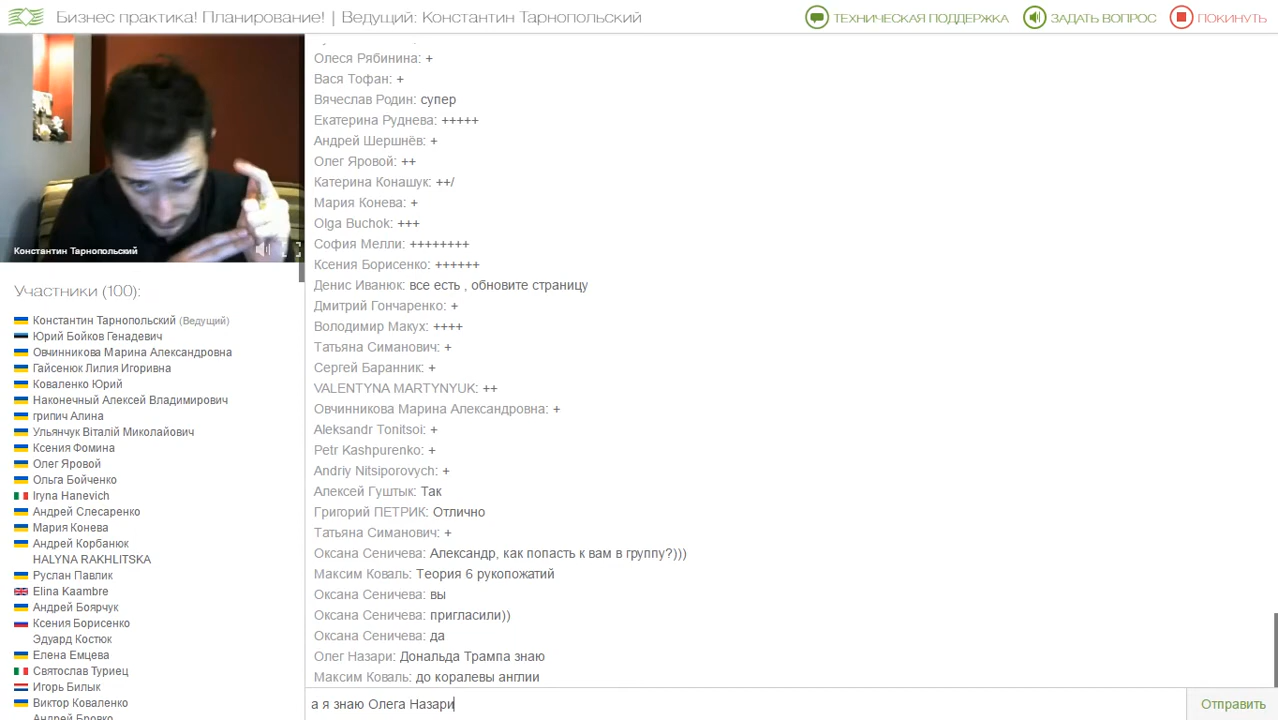 Бизнес практика! Планирование! | Ведущий: Константин Тарнопольский
ТЕХНИЧЕСКАЯ ПОДДЕРЖКА
ЗАДАТЬ ВОПРОС
ПОКИНУТЬ
Константин Тарнопольский
Участники (100):
Константин Тарнопольский (Ведущий)
Юрий Бойков Генадевич
Овчинникова Марина Александровна
Гайсенюк Лилия Игоривна
Коваленко Юрий
Наконечный Алексей Владимирович
грипич Алина
Ульянчук Віталій Миколайович
Ксения Фомина
Олег Яровой
Ольга Бойченко
Iryna Hanevich
Андрей Слесаренко
Мария Конева
Андрей Корбанюк
HALYNA RAKHLITSKA
Руслан Павлик
Elina Kaambre
Андрей Боярчук
Ксения Борисенко
Эдуард Костюк
Елена Емцева
Святослав Туриец
Игорь Билык
Виктор Коваленко
Андрей Бровко
Олеся Рябинина: +
Вася Тофан: +
Вячеслав Родин: супер
Екатерина Руднева: +++++
Андрей Шершнёв: +
Олег Яровой: ++
Катерина Конашук: ++/
Мария Конева: +
Olga Buchok: +++
София Мелли: ++++++++
Ксения Борисенко: ++++++
Денис Иванюк: все есть , обновите страницу
Дмитрий Гончаренко: +
Володимир Макух: ++++
Татьяна Симанович: +
Сергей Баранник: +
VALENTYNA MARTYNYUK: ++
Овчинникова Марина Александровна: +
Aleksandr Tonitsoi: +
Petr Kashpurenko: +
Andriy Nitsiporovych: +
Алексей Гуштык: Так
Григорий ПЕТРИК: Отлично
Татьяна Симанович: +
Оксана Сеничева: Александр, как попасть к вам в группу?)))
Максим Коваль: Теория 6 рукопожатий
Оксана Сеничева: вы
Оксана Сеничева: пригласили))
Оксана Сеничева: да
Олег Назари: Дональда Трампа знаю
Максим Коваль: до коралевы англии
а я знаю Олега Назари
Отправить